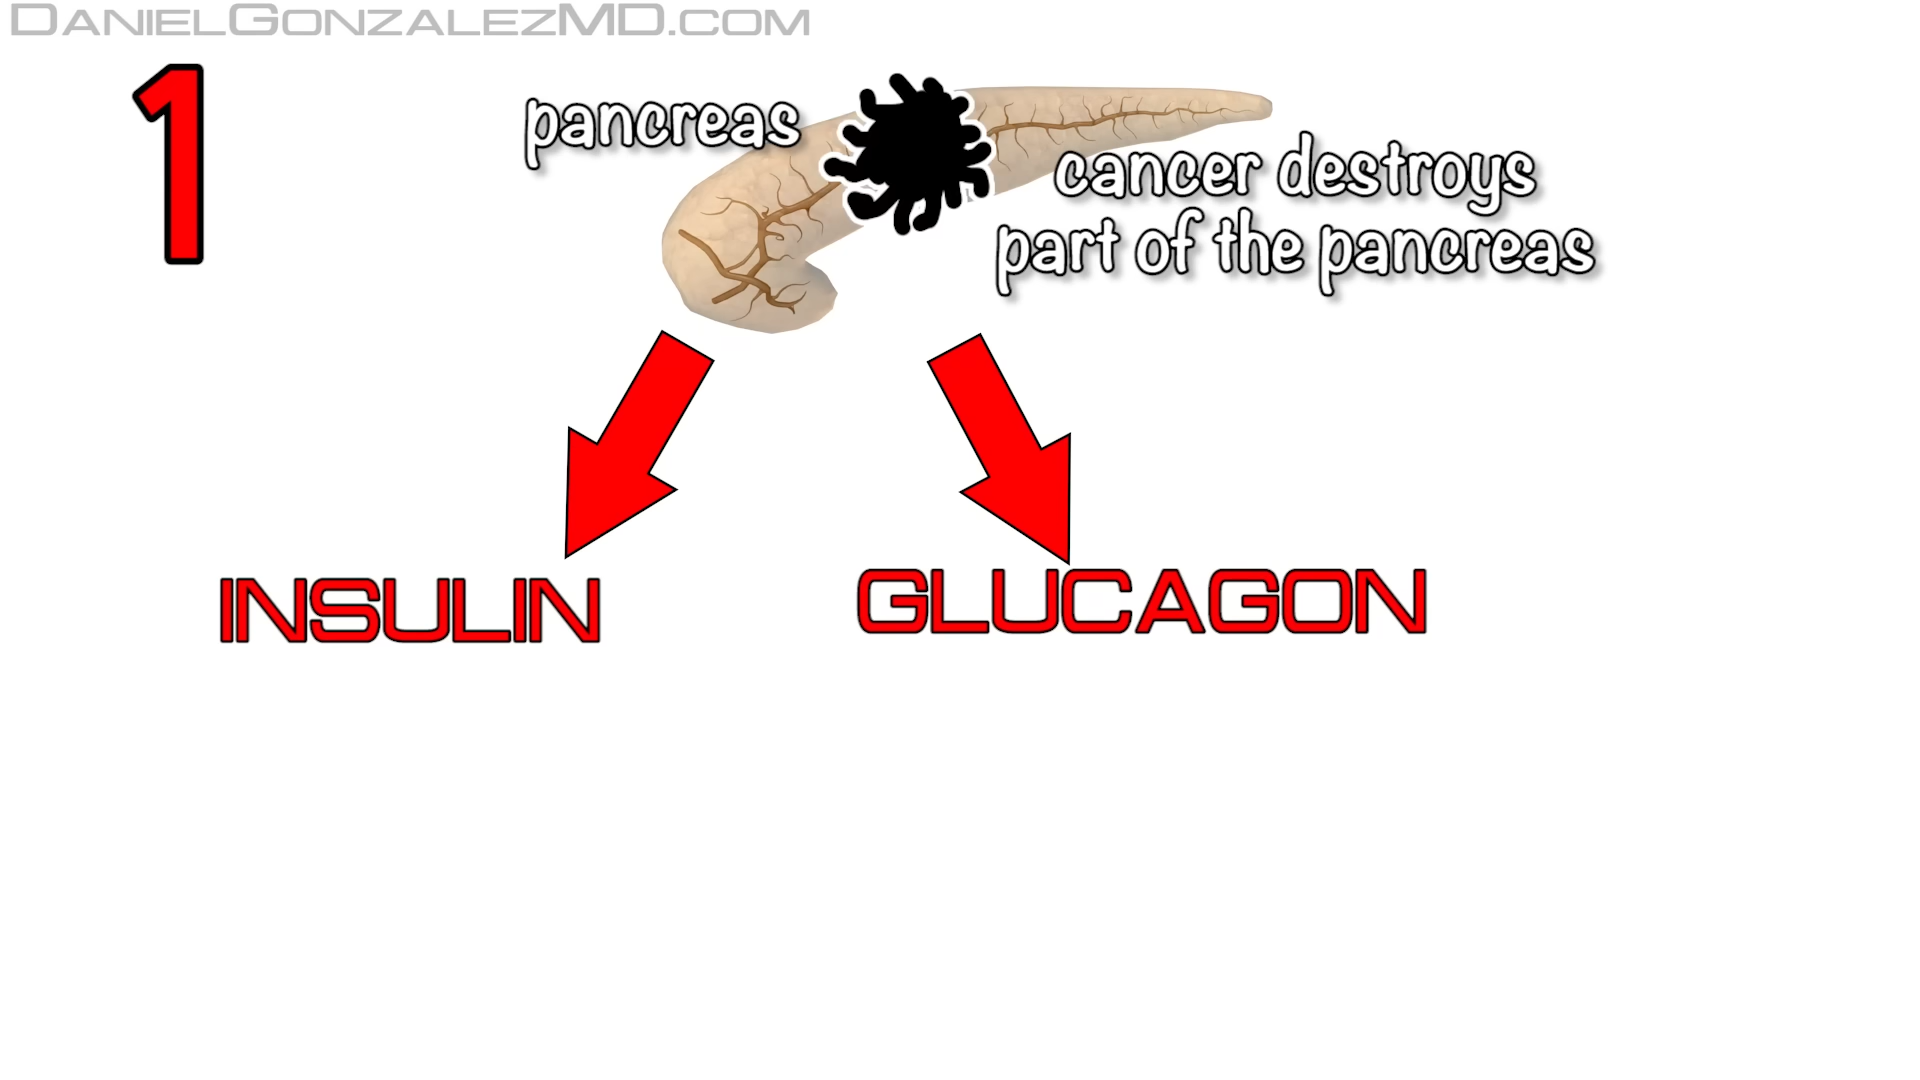 DanielGonzalezMD.com
1
pancreas
cancer destroys
part of the pancreas
INSULIN
GLUCAGON